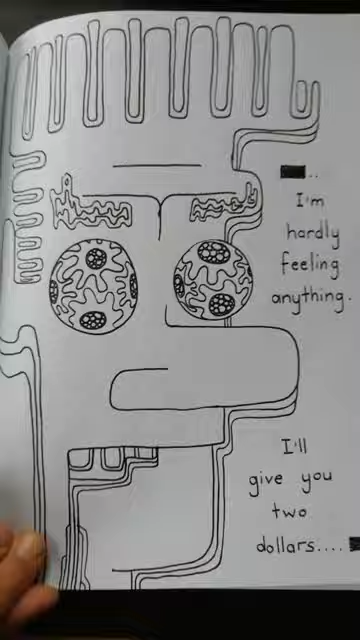 ..
I'm
hardly
feeling
anything.
I'll
give you
two
dollars....